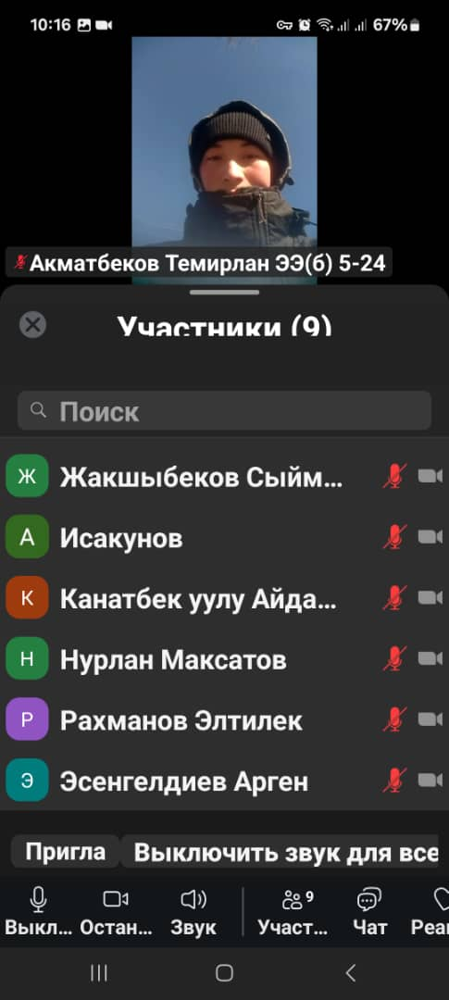 10:16 67%
Акматбеков Темирлан ЭЭ(б) 5-24
Участники (9)
Поиск
Ж Жакшыбеков Сыйм...
А Исакунов
К Канатбек уулу Айда...
Н Нурлан Максатов
Р Рахманов Элтилек
Э Эсенгелдиев Арген
Пригла Выключить звук для все
9
Выкл... Остан... Звук Участ... Чат Реа